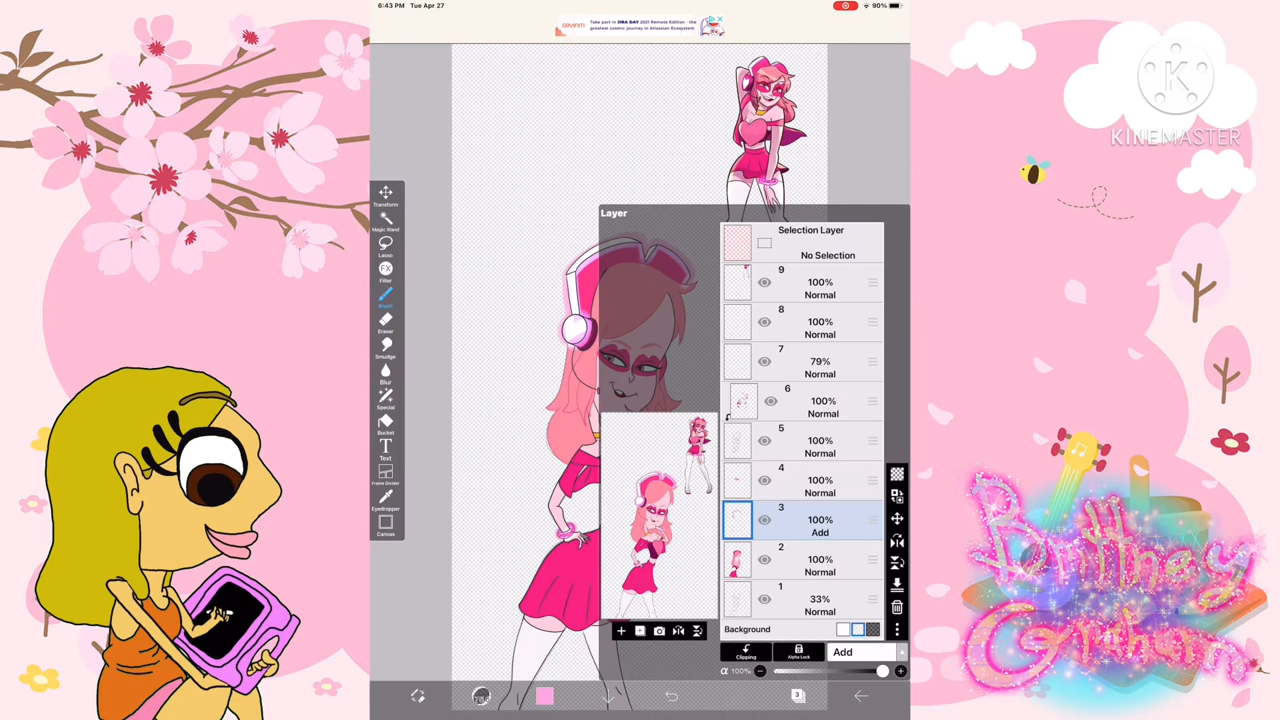 6:43 PM Tue Apr 27
90%
DEVINITI
Take part in JIRA DAY 2021 Remote Edition - the
greatest cosmic journey in Atlassian Ecosystem
K
KINEMASTER
Transform
Magic Wand
Lasso
FX
Filter
Brush
Eraser
Smudge
Blur
Special
Bucket
T
Text
Frame Divider
Eyedropper
Canvas
Layer
Selection Layer
No Selection
9
100%
Normal
8
100%
Normal
7
79%
Normal
6
100%
Normal
5
100%
Normal
4
100%
Normal
3
100%
Add
2
100%
Normal
1
33%
Normal
Background
Clipping
Alpha Lock
Add
α 100%
3
Brittney
Graham